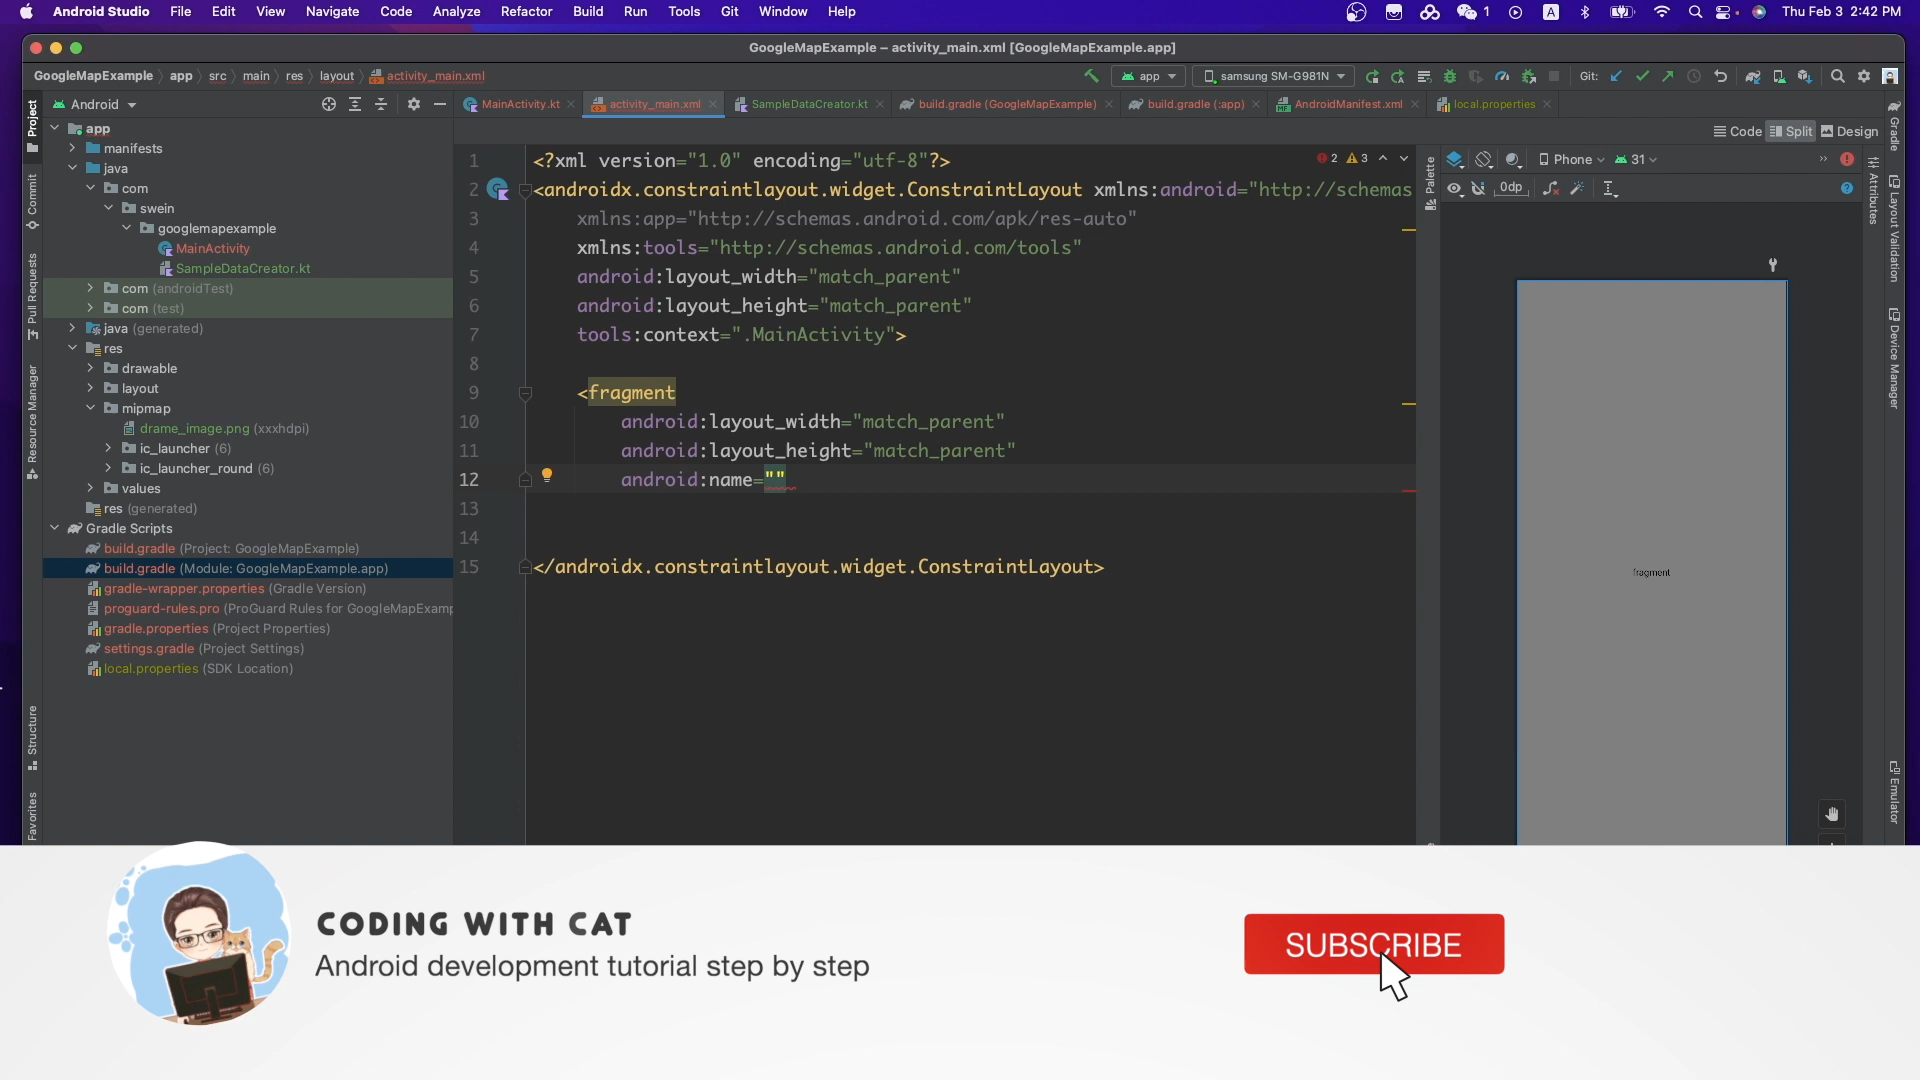 Android Studio File Edit View Navigate Code Analyze Refactor Build Run Tools Git Window Help 1 A Thu Feb 3 2:42 PM
GoogleMapExample – activity_main.xml [GoogleMapExample.app]
GoogleMapExample app src main res layout activity_main.xml app samsung SM-G981N Git:
Android MainActivity.kt activity_main.xml SampleDataCreator.kt build.gradle (GoogleMapExample) build.gradle (:app) AndroidManifest.xml local.properties
Code Split Design
Project
Commit
Pull Requests
Resource Manager
Structure
Favorites
app
manifests
java
com
swein
googlemapexample
MainActivity
SampleDataCreator.kt
com (androidTest)
com (test)
java (generated)
res
drawable
layout
mipmap
drame_image.png (xxxhdpi)
ic_launcher (6)
ic_launcher_round (6)
values
res (generated)
Gradle Scripts
build.gradle (Project: GoogleMapExample)
build.gradle (Module: GoogleMapExample.app)
gradle-wrapper.properties (Gradle Version)
proguard-rules.pro (ProGuard Rules for GoogleMapExamp
gradle.properties (Project Properties)
settings.gradle (Project Settings)
local.properties (SDK Location)
1 <?xml version="1.0" encoding="utf-8"?>
2 <androidx.constraintlayout.widget.ConstraintLayout xmlns:android="http://schemas
3 xmlns:app="http://schemas.android.com/apk/res-auto"
4 xmlns:tools="http://schemas.android.com/tools"
5 android:layout_width="match_parent"
6 android:layout_height="match_parent"
7 tools:context=".MainActivity">
8
9 <fragment
10 android:layout_width="match_parent"
11 android:layout_height="match_parent"
12 android:name=""
13
14
15 </androidx.constraintlayout.widget.ConstraintLayout>
2 3
Palette
Phone 31
0dp
fragment
Attributes
Gradle
Layout Validation
Device Manager
Emulator
CODING WITH CAT
Android development tutorial step by step
SUBSCRIBE